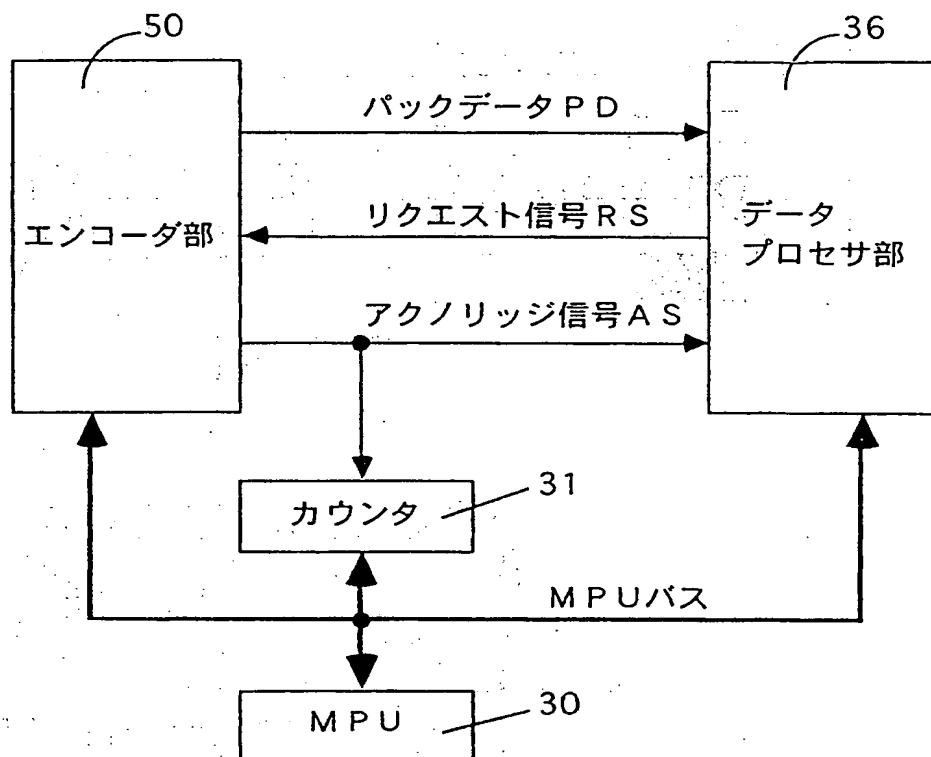 50
36
パックデータPD
エンコーダ部
リクエスト信号RS
データ
プロセサ部
アクノリッジ信号AS
カウンタ
31
MPUバス
MPU
30